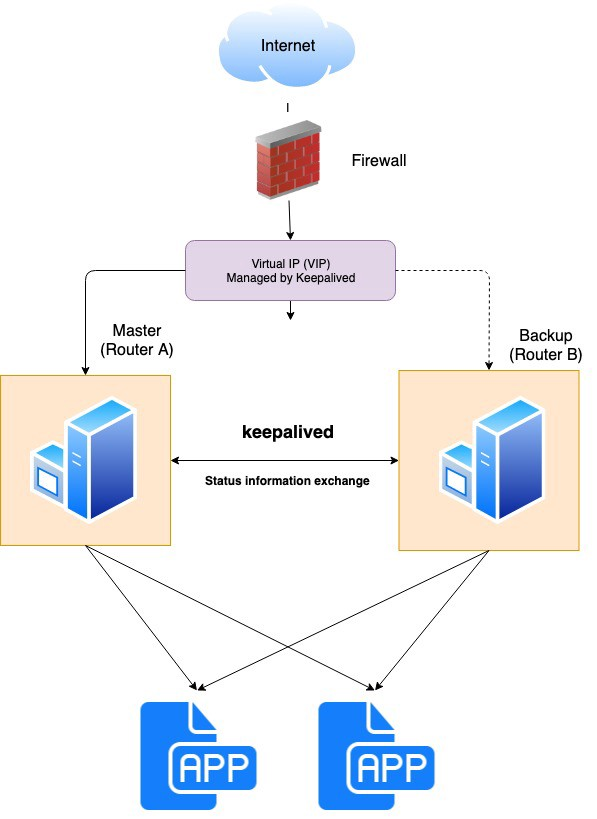 Internet
Firewall
Virtual IP (VIP)
Managed by Keepalived
Master
(Router A)
Backup
(Router B)
keepalived
Status information exchange
APP
APP